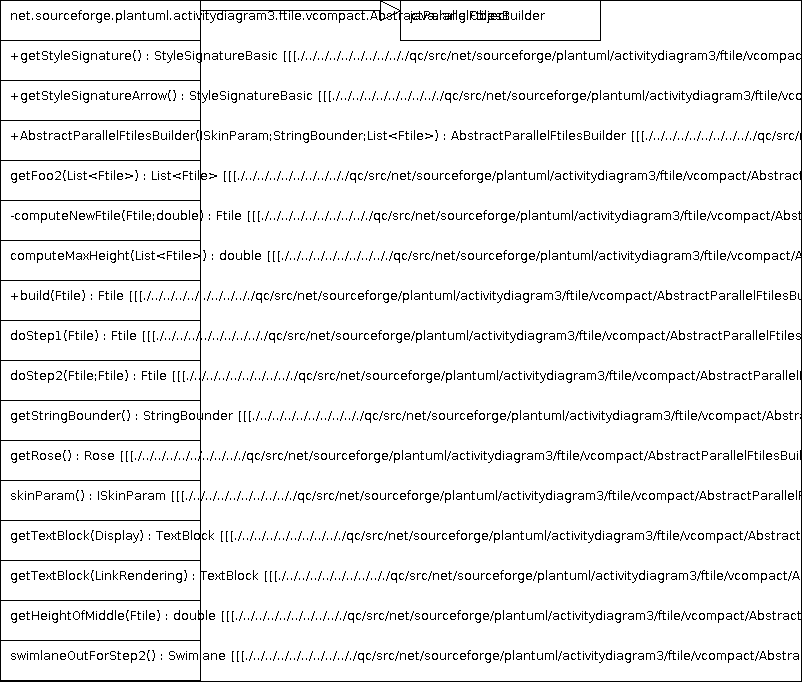 net.sourceforge.plantuml.activitydiagram3.ftile.vcompact.AbstractParallelFtilesBuilder
java.lang.Object
+getStyleSignature() : StyleSignatureBasic [[[./../../../../../../../../qc/src/net/sourceforge/plantuml/activitydiagram3/ftile/vcompac
+getStyleSignatureArrow() : StyleSignatureBasic [[[./../../../../../../../../qc/src/net/sourceforge/plantuml/activitydiagram3/ftile/vco
+AbstractParallelFtilesBuilder(ISkinParam;StringBounder;List<Ftile>) : AbstractParallelFtilesBuilder [[[./../../../../../../../../qc/src/n
getFoo2(List<Ftile>) : List<Ftile> [[[./../../../../../../../../qc/src/net/sourceforge/plantuml/activitydiagram3/ftile/vcompact/Abstract
-computeNewFtile(Ftile;double) : Ftile [[[./../../../../../../../../qc/src/net/sourceforge/plantuml/activitydiagram3/ftile/vcompact/Abst
computeMaxHeight(List<Ftile>) : double [[[./../../../../../../../../qc/src/net/sourceforge/plantuml/activitydiagram3/ftile/vcompact/A
+build(Ftile) : Ftile [[[./../../../../../../../../qc/src/net/sourceforge/plantuml/activitydiagram3/ftile/vcompact/AbstractParallelFtilesBu
doStep1(Ftile) : Ftile [[[./../../../../../../../../qc/src/net/sourceforge/plantuml/activitydiagram3/ftile/vcompact/AbstractParallelFtiles
doStep2(Ftile;Ftile) : Ftile [[[./../../../../../../../../qc/src/net/sourceforge/plantuml/activitydiagram3/ftile/vcompact/AbstractParallel
getStringBounder() : StringBounder [[[./../../../../../../../../qc/src/net/sourceforge/plantuml/activitydiagram3/ftile/vcompact/Abstra
getRose() : Rose [[[./../../../../../../../../qc/src/net/sourceforge/plantuml/activitydiagram3/ftile/vcompact/AbstractParallelFtilesBuil
skinParam() : ISkinParam [[[./../../../../../../../../qc/src/net/sourceforge/plantuml/activitydiagram3/ftile/vcompact/AbstractParallelF
getTextBlock(Display) : TextBlock [[[./../../../../../../../../qc/src/net/sourceforge/plantuml/activitydiagram3/ftile/vcompact/Abstract
getTextBlock(LinkRendering) : TextBlock [[[./../../../../../../../../qc/src/net/sourceforge/plantuml/activitydiagram3/ftile/vcompact/A
getHeightOfMiddle(Ftile) : double [[[./../../../../../../../../qc/src/net/sourceforge/plantuml/activitydiagram3/ftile/vcompact/Abstract
swimlaneOutForStep2() : Swimlane [[[./../../../../../../../../qc/src/net/sourceforge/plantuml/activitydiagram3/ftile/vcompact/Abstra